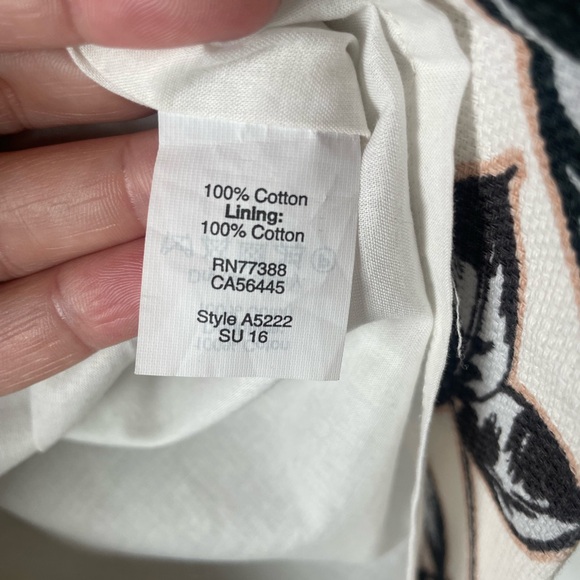 100% Cotton
Lining:
100% Cotton
RN77388
CA56445
Style A5222
SU 16